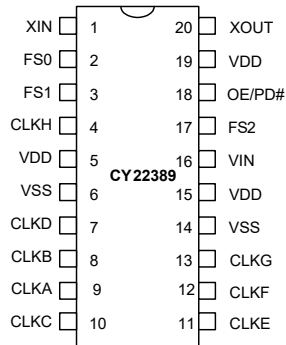 XIN 1 20 XOUT
FS0 2 19 VDD
FS1 3 18 OE/PD#
CLKH 4 17 FS2
VDD 5 16 VIN
CY22389
VSS 6 15 VDD
CLKD 7 14 VSS
CLKB 8 13 CLKG
CLKA 9 12 CLKF
CLKC 10 11 CLKE